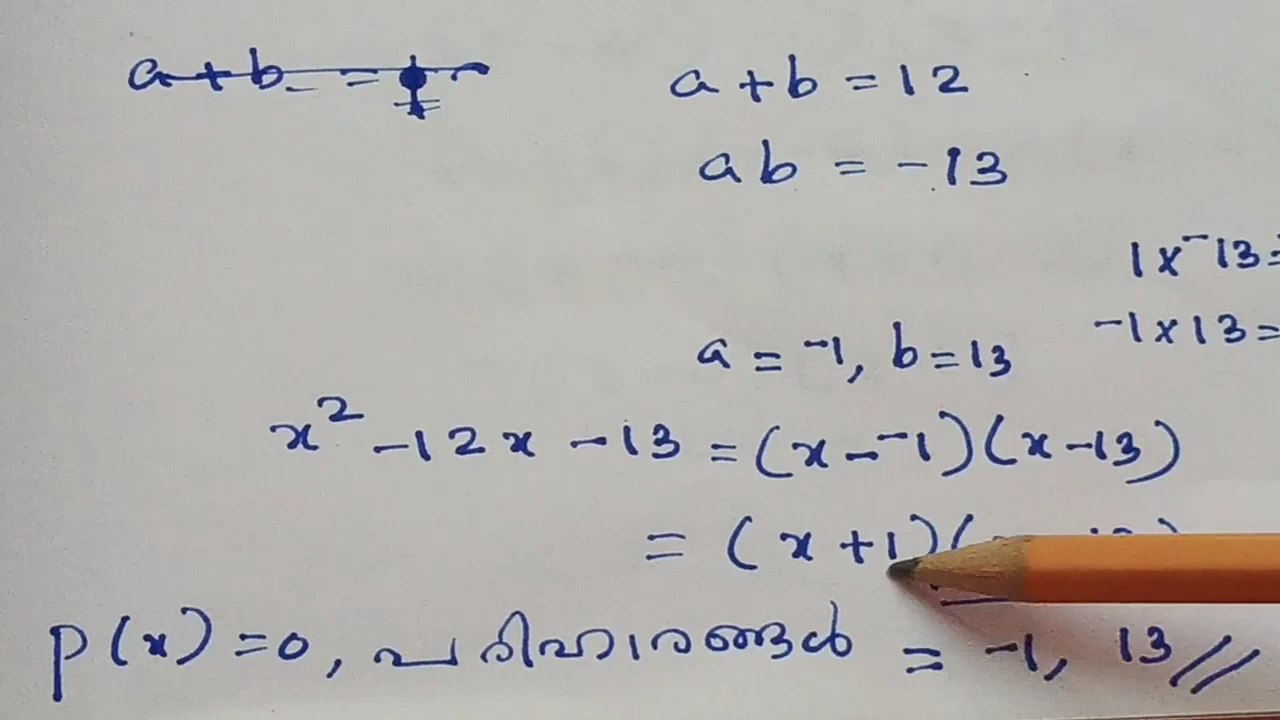 a + b = 12
ab = -13
1 x -13 =
-1 x 13 =
a = -1, b = 13
x² - 12x - 13 = (x - -1)(x - 13)
= (x + 1)(
P(x) = 0, പരിഹാരങ്ങൾ = -1, 13 //